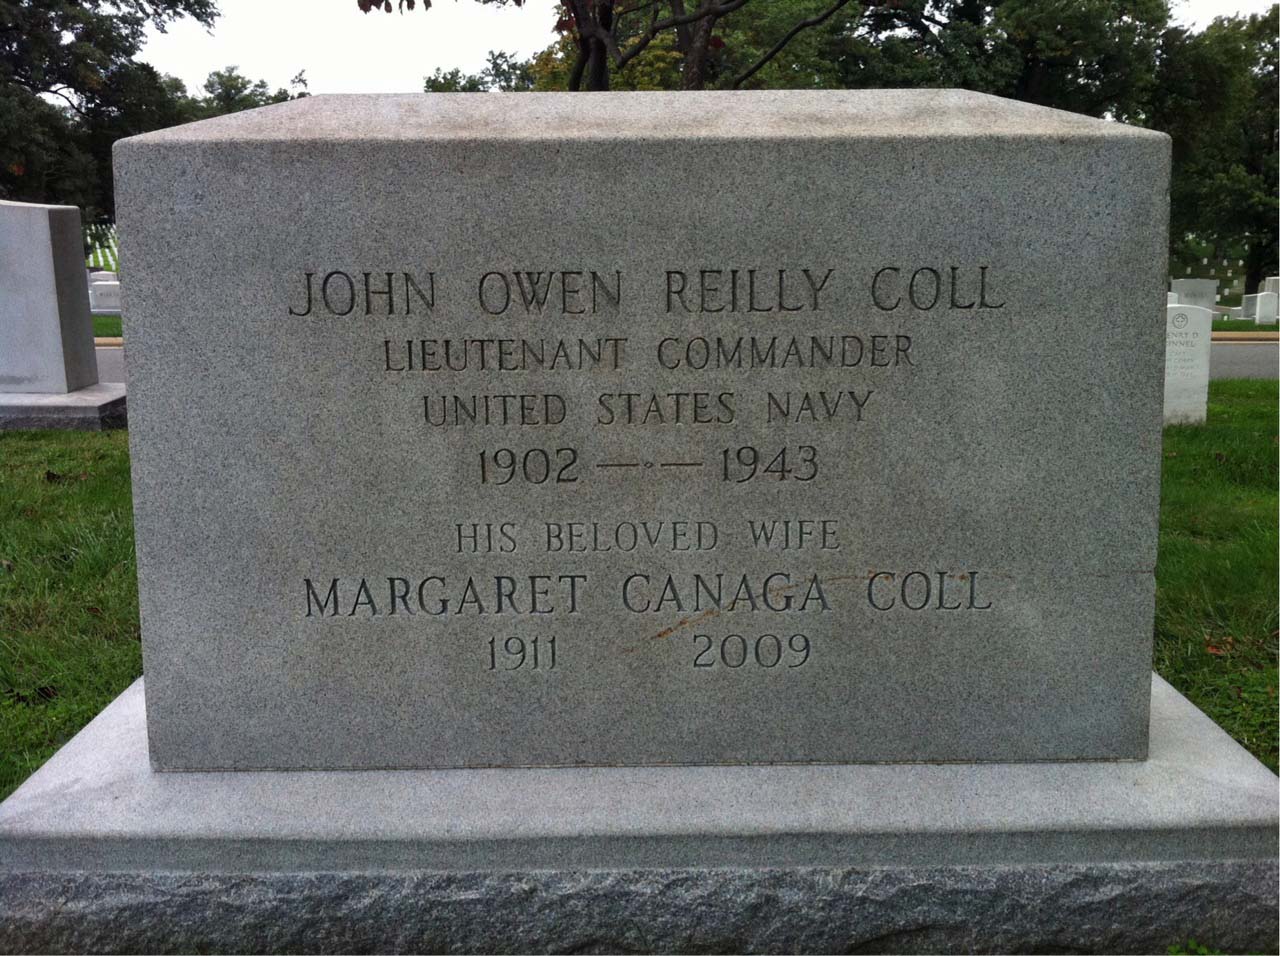 JOHN OWEN REILLY COLL
LIEUTENANT COMMANDER
UNITED STATES NAVY
1902 —◦— 1943
HIS BELOVED WIFE
MARGARET CANAGA COLL
1911 2009
ENRY D